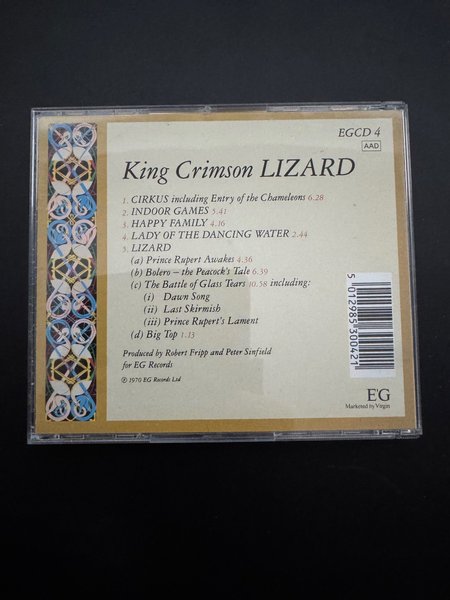 EGCD 4
AAD
King Crimson LIZARD
1. CIRKUS including Entry of the Chameleons 6.28
2. INDOOR GAMES 5.41
3. HAPPY FAMILY 4.16
4. LADY OF THE DANCING WATER 2.44
5. LIZARD
(a) Prince Rupert Awakes 4.36
(b) Bolero – the Peacock's Tale 6.39
(c) The Battle of Glass Tears 10.58 including:
(i) Dawn Song
(ii) Last Skirmish
(iii) Prince Rupert's Lament
(d) Big Top 1.13
Produced by Robert Fripp and Peter Sinfield
for EG Records
℗ 1970 EG Records Ltd
5 012985 300421
E'G
Marketed by Virgin